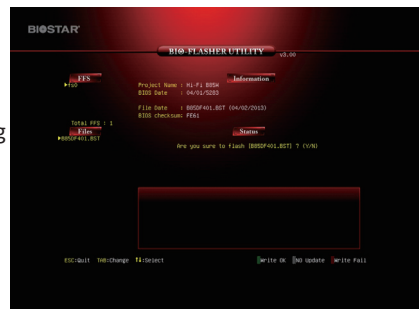 BIOSTAR
BIO-FLASHER UTILITY v3.00
FFS
▶fs0
Information
Project Name : Hi-Fi B85W
BIOS Date : 04/01/5203
File Date : B85DF401.BST (04/02/2013)
BIOS checksum: FE61
Total FFS : 1
Files
▶B85DF401.BST
Status
Are you sure to flash [B85DF401.BST] ? (Y/N)
ESC:Quit TAB:Change ↑↓:Select
Write OK No Update Write Fail
g